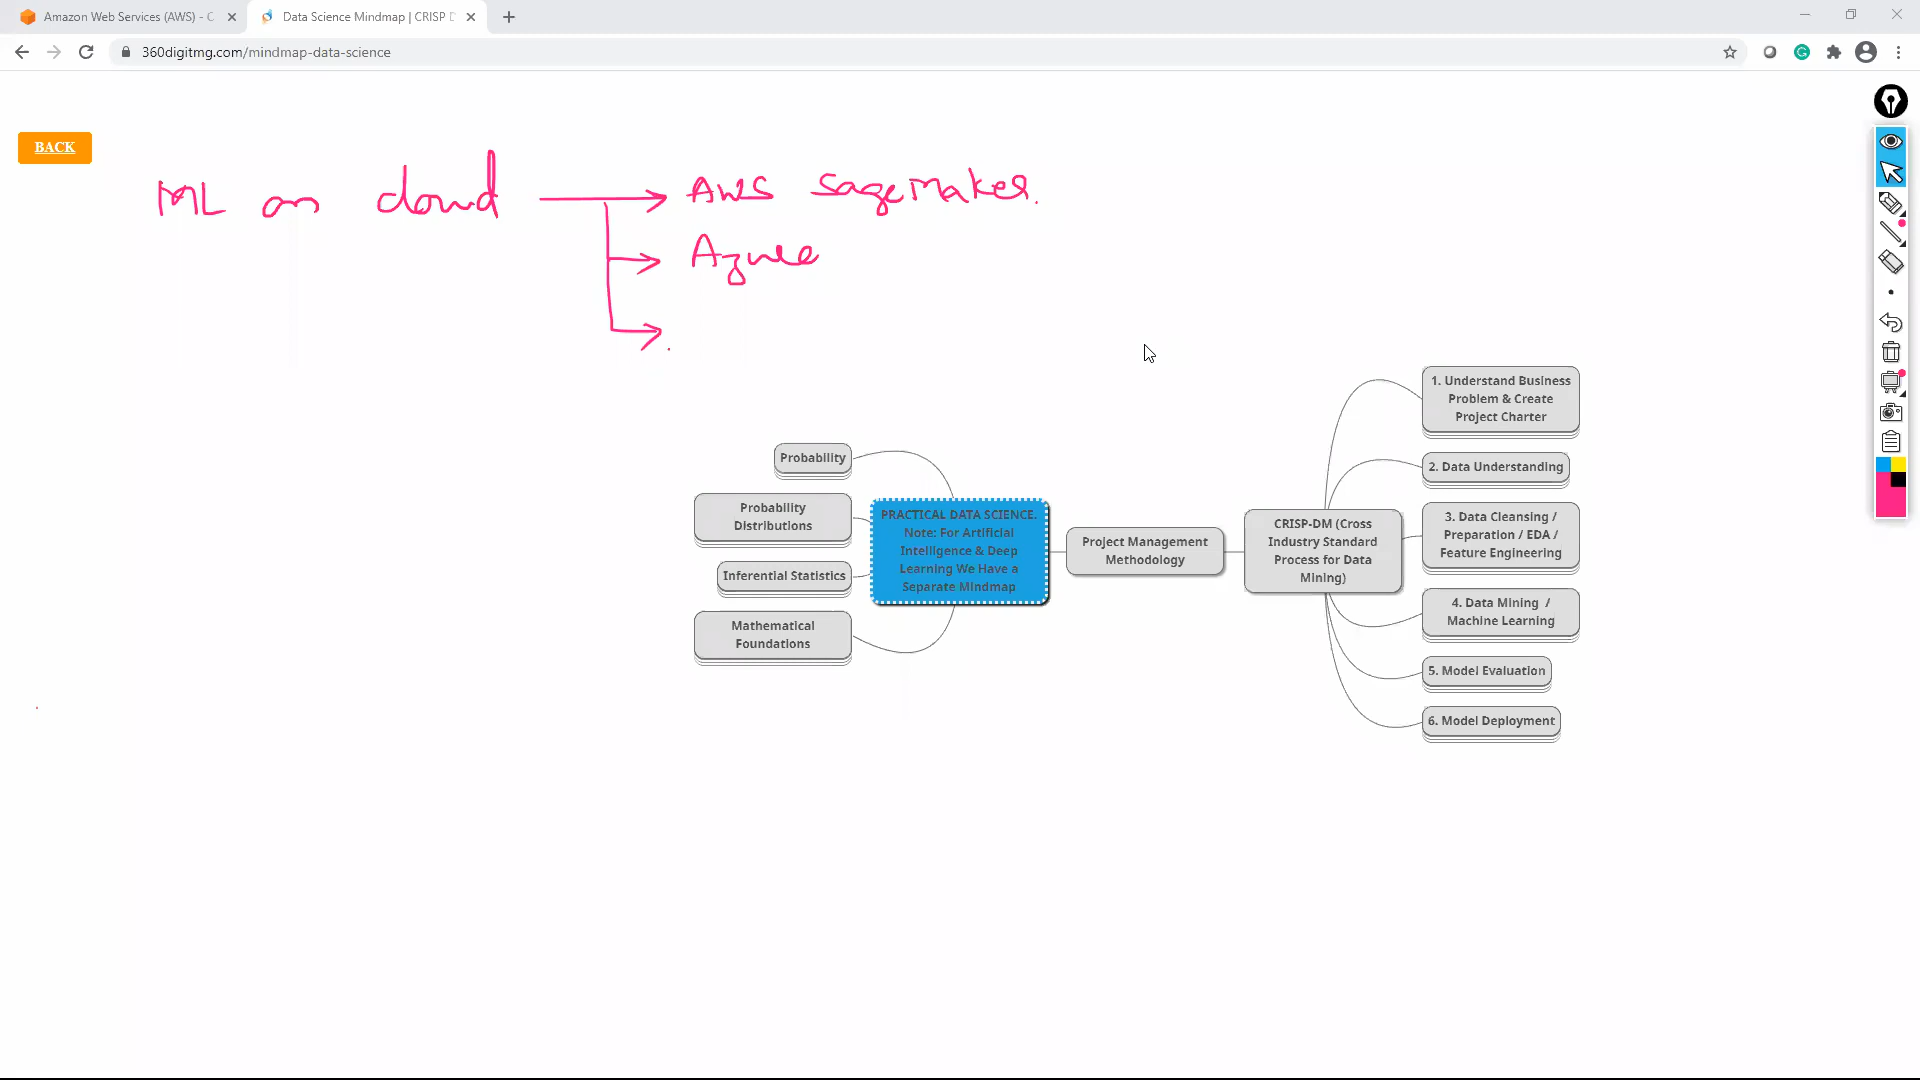 Amazon Web Services (AWS) - C
Data Science Mindmap | CRISP D
360digitmg.com/mindmap-data-science
BACK
ML on cloud
AWS SageMaker.
Azure
Probability
Probability
Distributions
Inferential Statistics
Mathematical
Foundations
PRACTICAL DATA SCIENCE.
Note: For Artificial
Intelligence & Deep
Learning We Have a
Separate Mindmap
Project Management
Methodology
CRISP-DM (Cross
Industry Standard
Process for Data
Mining)
1. Understand Business
Problem & Create
Project Charter
2. Data Understanding
3. Data Cleansing /
Preparation / EDA /
Feature Engineering
4. Data Mining /
Machine Learning
5. Model Evaluation
6. Model Deployment